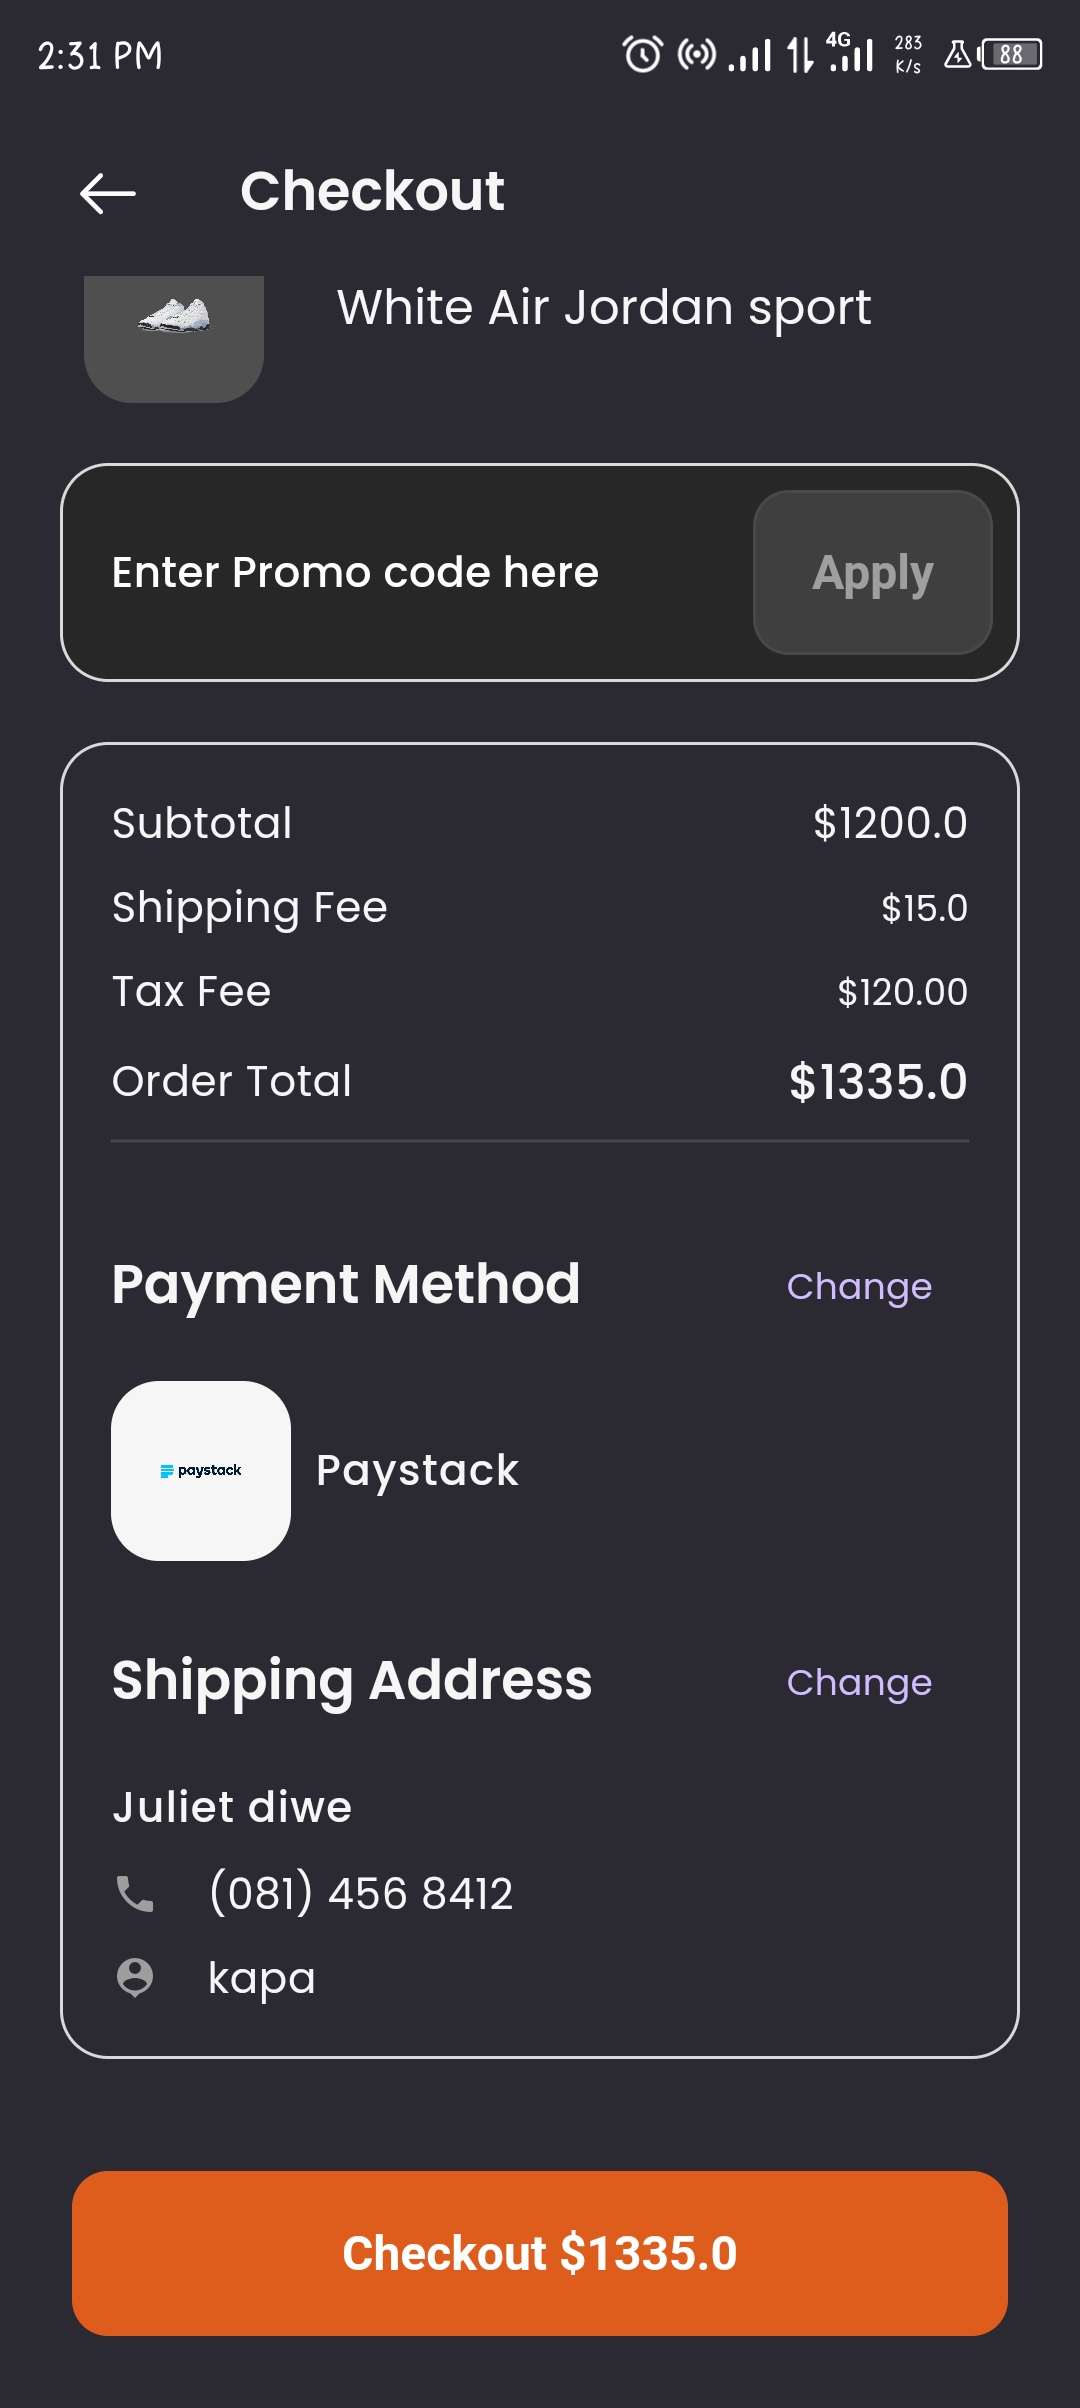 2:31 PM 4G 283 K/s 88
Checkout
White Air Jordan sport
Enter Promo code here Apply
Subtotal $1200.0
Shipping Fee $15.0
Tax Fee $120.00
Order Total $1335.0
Payment Method Change
paystack Paystack
Shipping Address Change
Juliet diwe
(081) 456 8412
kapa
Checkout $1335.0